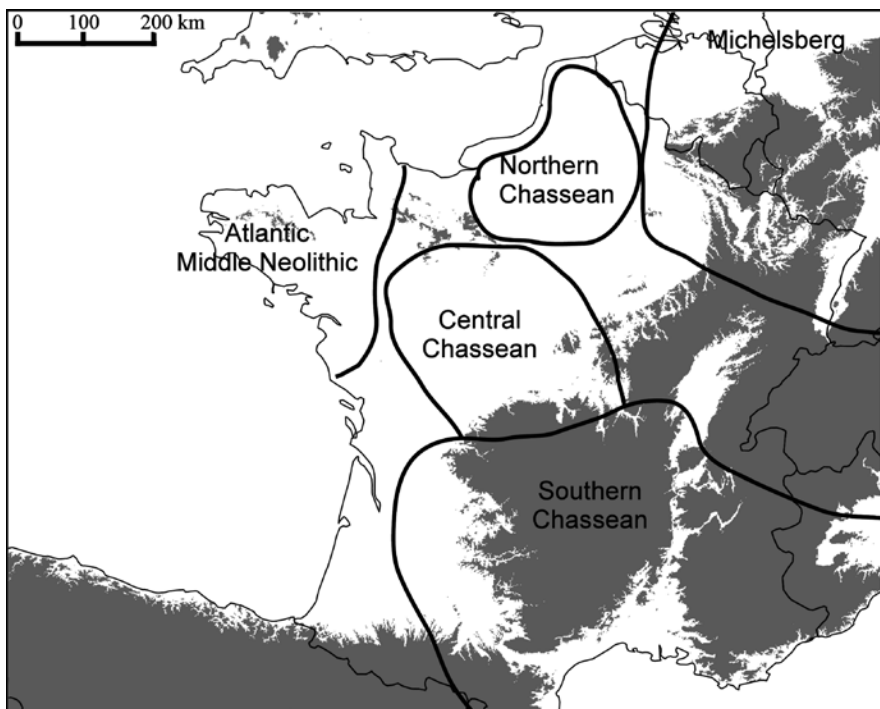 0 100 200 km
Michelsberg
Northern
Chassean
Atlantic
Middle Neolithic
Central
Chassean
Southern
Chassean